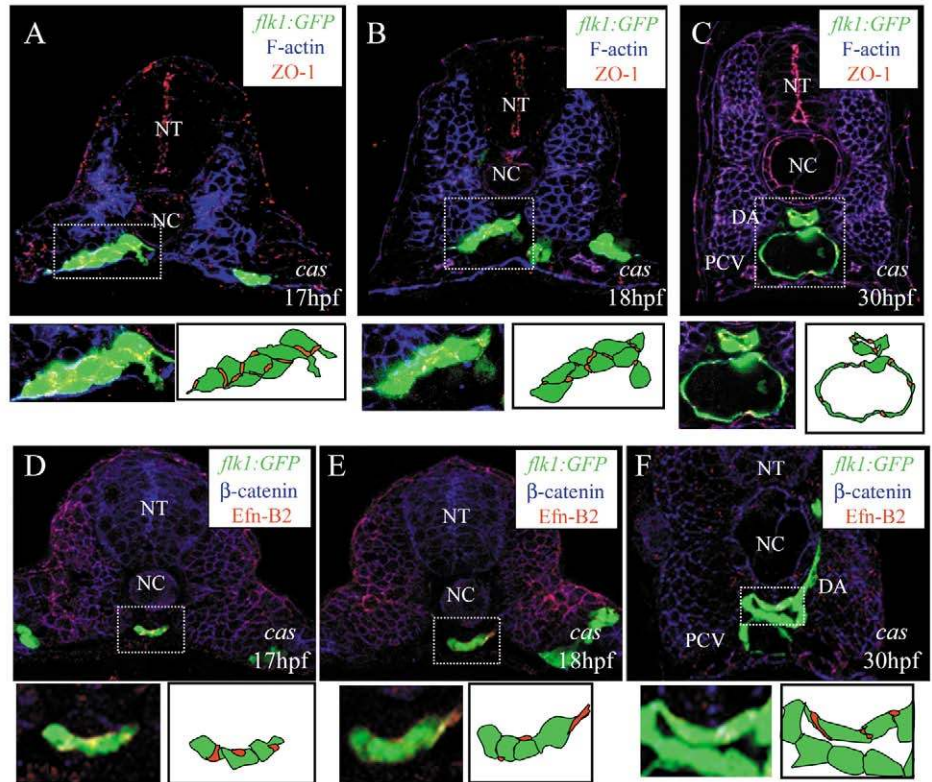 A
flk1:GFP
F-actin
ZO-1
NT
NC
cas
17hpf
B
flk1:GFP
F-actin
ZO-1
NT
NC
cas
18hpf
C
flk1:GFP
F-actin
ZO-1
NT
NC
DA
PCV
cas
30hpf
D
flk1:GFP
β-catenin
Efn-B2
NT
NC
cas
17hpf
E
flk1:GFP
β-catenin
Efn-B2
NT
NC
cas
18hpf
F
flk1:GFP
β-catenin
Efn-B2
NT
NC
DA
PCV
cas
30hpf